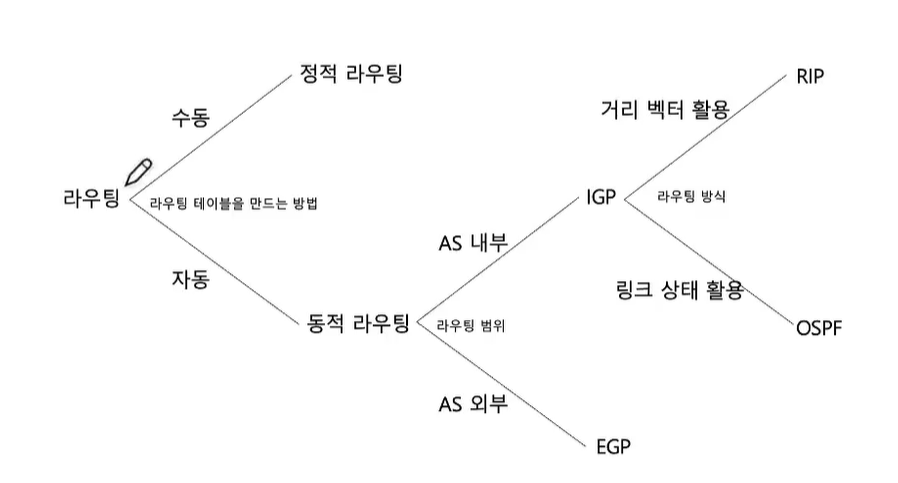 정적 라우팅
RIP
거리 벡터 활용
수동
라우팅
라우팅 테이블을 만드는 방법
IGP
라우팅 방식
AS 내부
자동
링크 상태 활용
동적 라우팅
라우팅 범위
OSPF
AS 외부
EGP